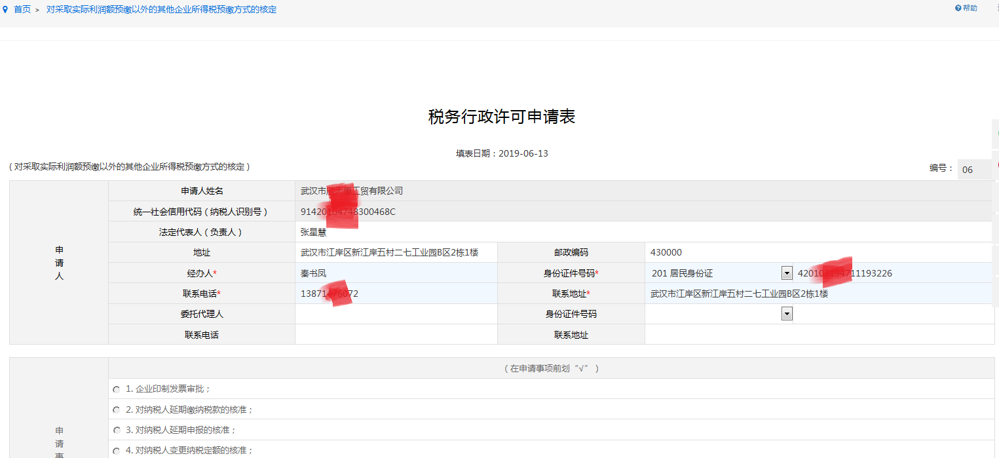 首页 > 对采取实际利润额预缴以外的其他企业所得税预缴方式的核定
帮助
税务行政许可申请表
填表日期：2019-06-13
（对采取实际利润额预缴以外的其他企业所得税预缴方式的核定）
编号： 06
申请人
申请人姓名 武汉市 工贸有限公司
统一社会信用代码（纳税人识别号） 9142 8300468C
法定代表人（负责人） 张星慧
地址 武汉市江岸区新江岸五村二七工业园B区2栋1楼 邮政编码 430000
经办人* 秦书凤 身份证件号码* 201 居民身份证 4201 11193226
联系电话* 13871 072 联系地址* 武汉市江岸区新江岸五村二七工业园B区2栋1楼
委托代理人 身份证件号码
联系电话 联系地址
（在申请事项前划“√” ）
1. 企业印制发票审批；
2. 对纳税人延期缴纳税款的核准；
3. 对纳税人延期申报的核准；
申请事
4. 对纳税人变更纳税定额的核准；